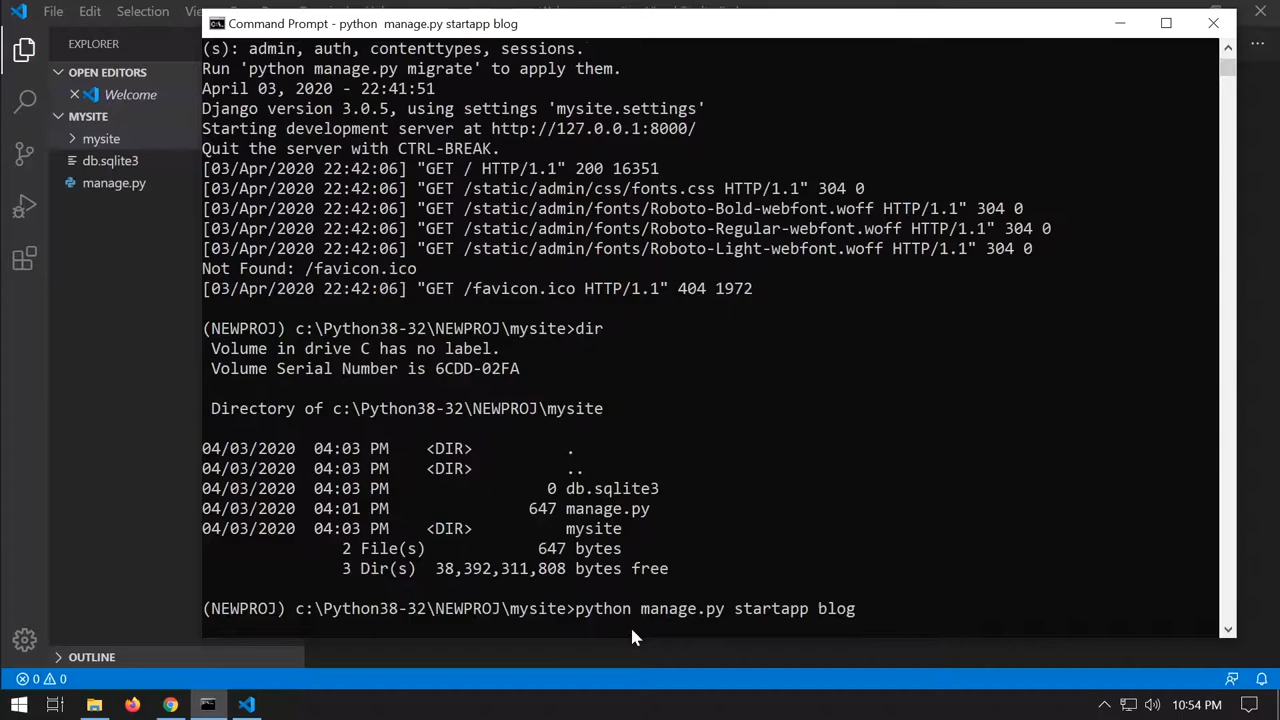 File
Edit
Selection
Command Prompt - python  manage.py startapp blog
EXPLORER
OPEN EDITORS
Welcome
MYSITE
mysite
db.sqlite3
manage.py
(s): admin, auth, contenttypes, sessions.
Run 'python manage.py migrate' to apply them.
April 03, 2020 - 22:41:51
Django version 3.0.5, using settings 'mysite.settings'
Starting development server at http://127.0.0.1:8000/
Quit the server with CTRL-BREAK.
[03/Apr/2020 22:42:06] "GET / HTTP/1.1" 200 16351
[03/Apr/2020 22:42:06] "GET /static/admin/css/fonts.css HTTP/1.1" 304 0
[03/Apr/2020 22:42:06] "GET /static/admin/fonts/Roboto-Bold-webfont.woff HTTP/1.1" 304 0
[03/Apr/2020 22:42:06] "GET /static/admin/fonts/Roboto-Regular-webfont.woff HTTP/1.1" 304 0
[03/Apr/2020 22:42:06] "GET /static/admin/fonts/Roboto-Light-webfont.woff HTTP/1.1" 304 0
Not Found: /favicon.ico
[03/Apr/2020 22:42:06] "GET /favicon.ico HTTP/1.1" 404 1972
(NEWPROJ) c:\Python38-32\NEWPROJ\mysite>dir
Volume in drive C has no label.
Volume Serial Number is 6CDD-02FA
Directory of c:\Python38-32\NEWPROJ\mysite
04/03/2020  04:03 PM    <DIR>          .
04/03/2020  04:03 PM    <DIR>          ..
04/03/2020  04:03 PM                 0 db.sqlite3
04/03/2020  04:01 PM               647 manage.py
04/03/2020  04:03 PM    <DIR>          mysite
2 File(s)            647 bytes
3 Dir(s)  38,392,311,808 bytes free
(NEWPROJ) c:\Python38-32\NEWPROJ\mysite>python manage.py startapp blog
OUTLINE
0 0
10:54 PM